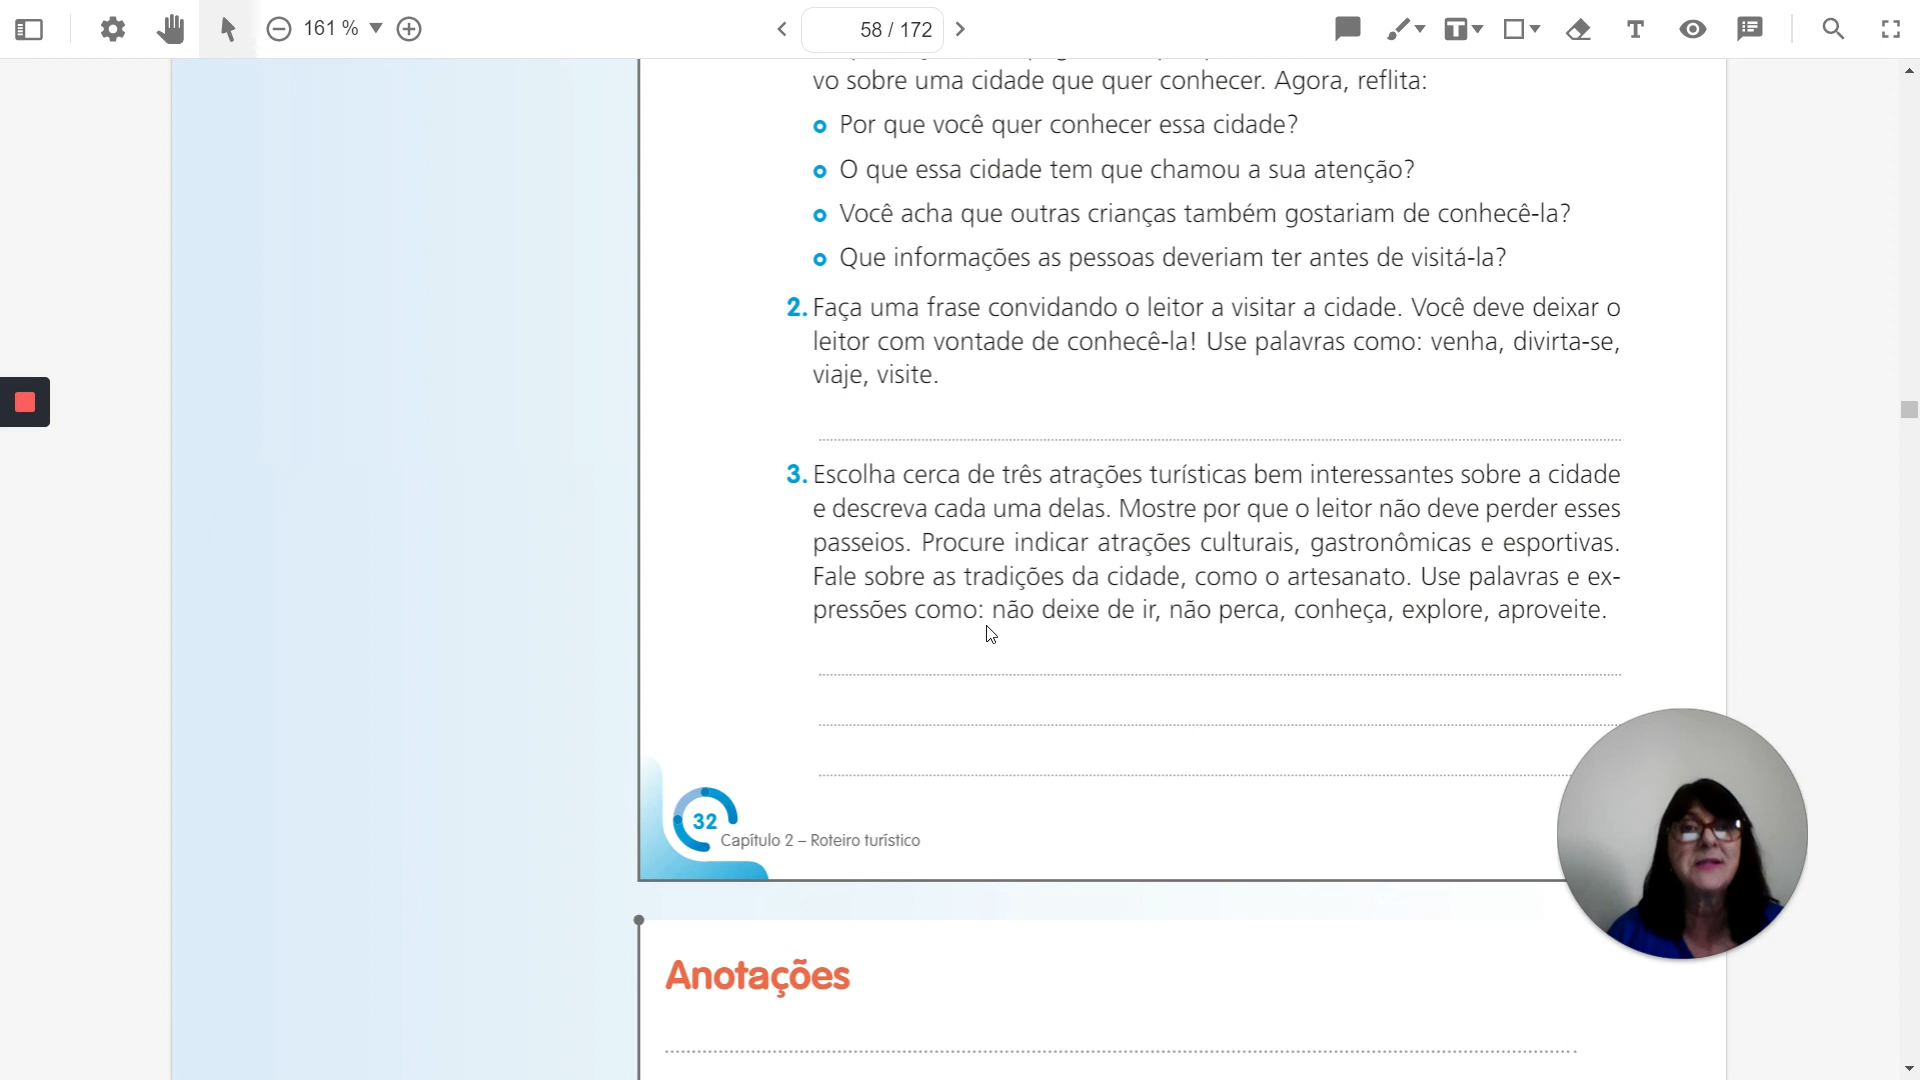 161 %
58 / 172
vo sobre uma cidade que quer conhecer. Agora, reflita:
Por que você quer conhecer essa cidade?
O que essa cidade tem que chamou a sua atenção?
Você acha que outras crianças também gostariam de conhecê-la?
Que informações as pessoas deveriam ter antes de visitá-la?
2. Faça uma frase convidando o leitor a visitar a cidade. Você deve deixar o
leitor com vontade de conhecê-la! Use palavras como: venha, divirta-se,
viaje, visite.
3. Escolha cerca de três atrações turísticas bem interessantes sobre a cidade
e descreva cada uma delas. Mostre por que o leitor não deve perder esses
passeios. Procure indicar atrações culturais, gastronômicas e esportivas.
Fale sobre as tradições da cidade, como o artesanato. Use palavras e ex-
pressões como: não deixe de ir, não perca, conheça, explore, aproveite.
32
Capítulo 2 – Roteiro turístico
Anotações